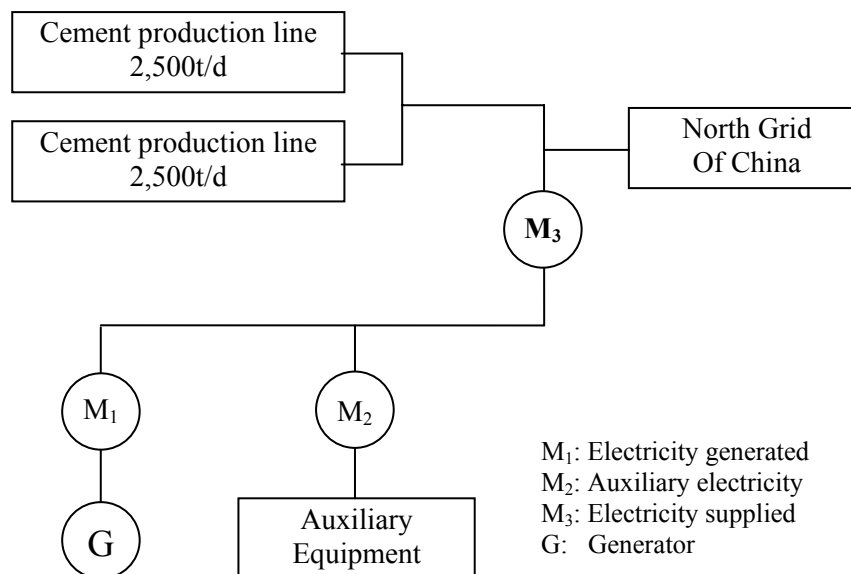 Cement production line
2,500t/d
Cement production line
2,500t/d
North Grid
Of China
M₃
M₁
M₂
G
Auxiliary
Equipment
M₁: Electricity generated
M₂: Auxiliary electricity
M₃: Electricity supplied
G: Generator